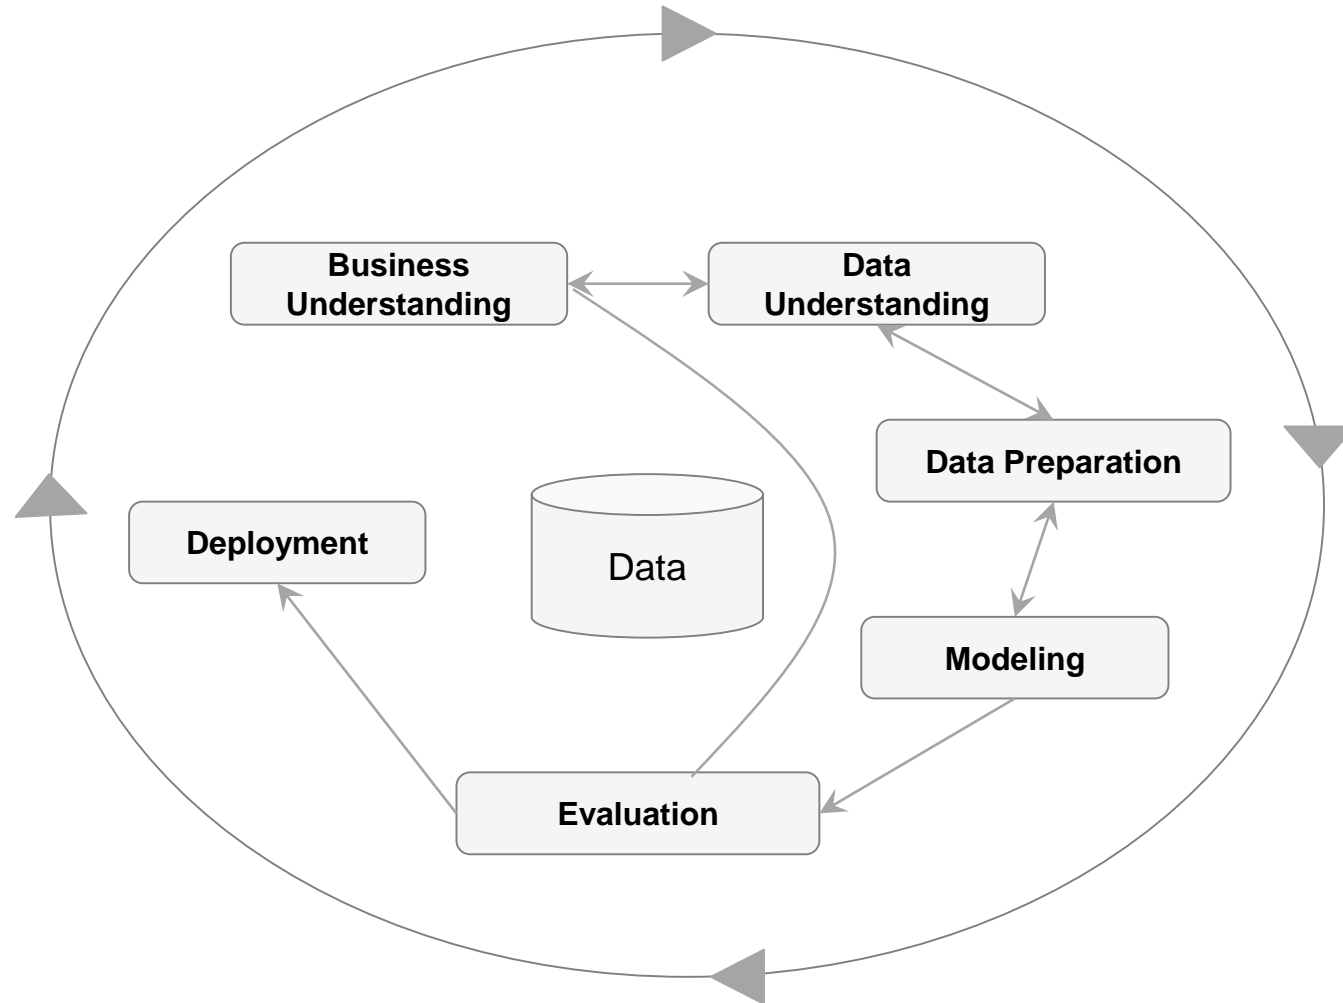 Business
Understanding
Data
Understanding
Data Preparation
Deployment
Data
Modeling
Evaluation